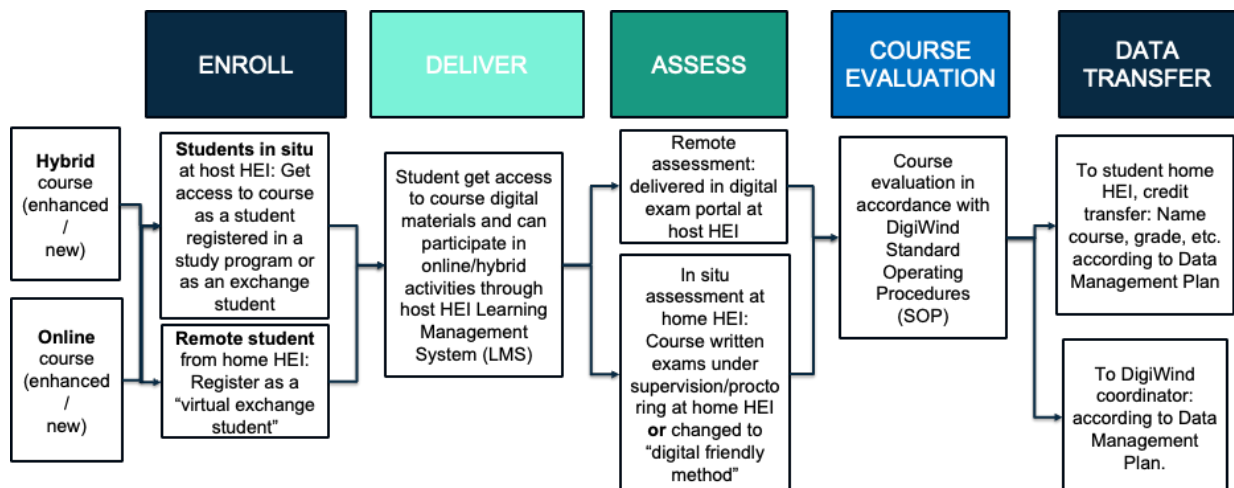 ENROLL
DELIVER
ASSESS
COURSE
EVALUATION
DATA
TRANSFER
Hybrid
course
(enhanced
/
new)
Online
course
(enhanced
/
new)
Students in situ
at host HEI: Get
access to course
as a student
registered in a
study program or
as an exchange
student
Remote student
from home HEI:
Register as a
“virtual exchange
student”
Student get access
to course digital
materials and can
participate in
online/hybrid
activities through
host HEI Learning
Management
System (LMS)
Remote
assessment:
delivered in digital
exam portal at
host HEI
In situ
assessment at
home HEI:
Course written
exams under
supervision/procto
ring at home HEI
or changed to
“digital friendly
method”
Course
evaluation in
accordance with
DigiWind
Standard
Operating
Procedures
(SOP)
To student home
HEI, credit
transfer: Name
course, grade, etc.
according to Data
Management Plan
To DigiWind
coordinator:
according to Data
Management
Plan.